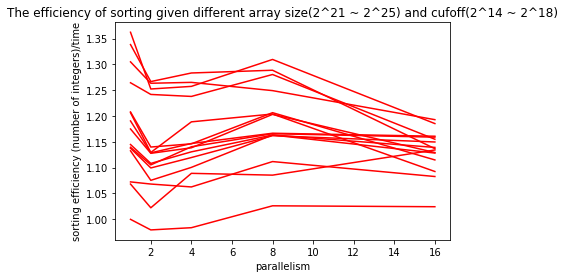 The efficiency of sorting given different array size(2^21 ~ 2^25) and cufoff(2^14 ~ 2^18)
sorting efficiency (number of integers)/time
1.35
1.30
1.25
1.20
1.15
1.10
1.05
1.00
2 4 6 8 10 12 14 16
parallelism